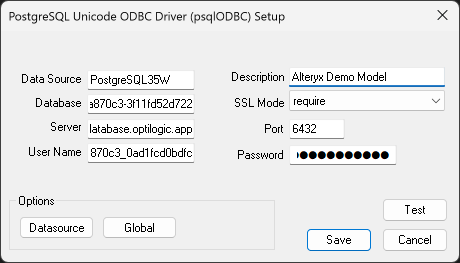 PostgreSQL Unicode ODBC Driver (psqlODBC) Setup
Data Source PostgreSQL35W
Description Alteryx Demo Model
Database a870c3-3f11fd52d722
SSL Mode require
Server latabase.optilogic.app
Port 6432
User Name 870c3_0ad1fcd0bdfc
Password ●●●●●●●●●●
Options
Datasource Global
Test
Save Cancel